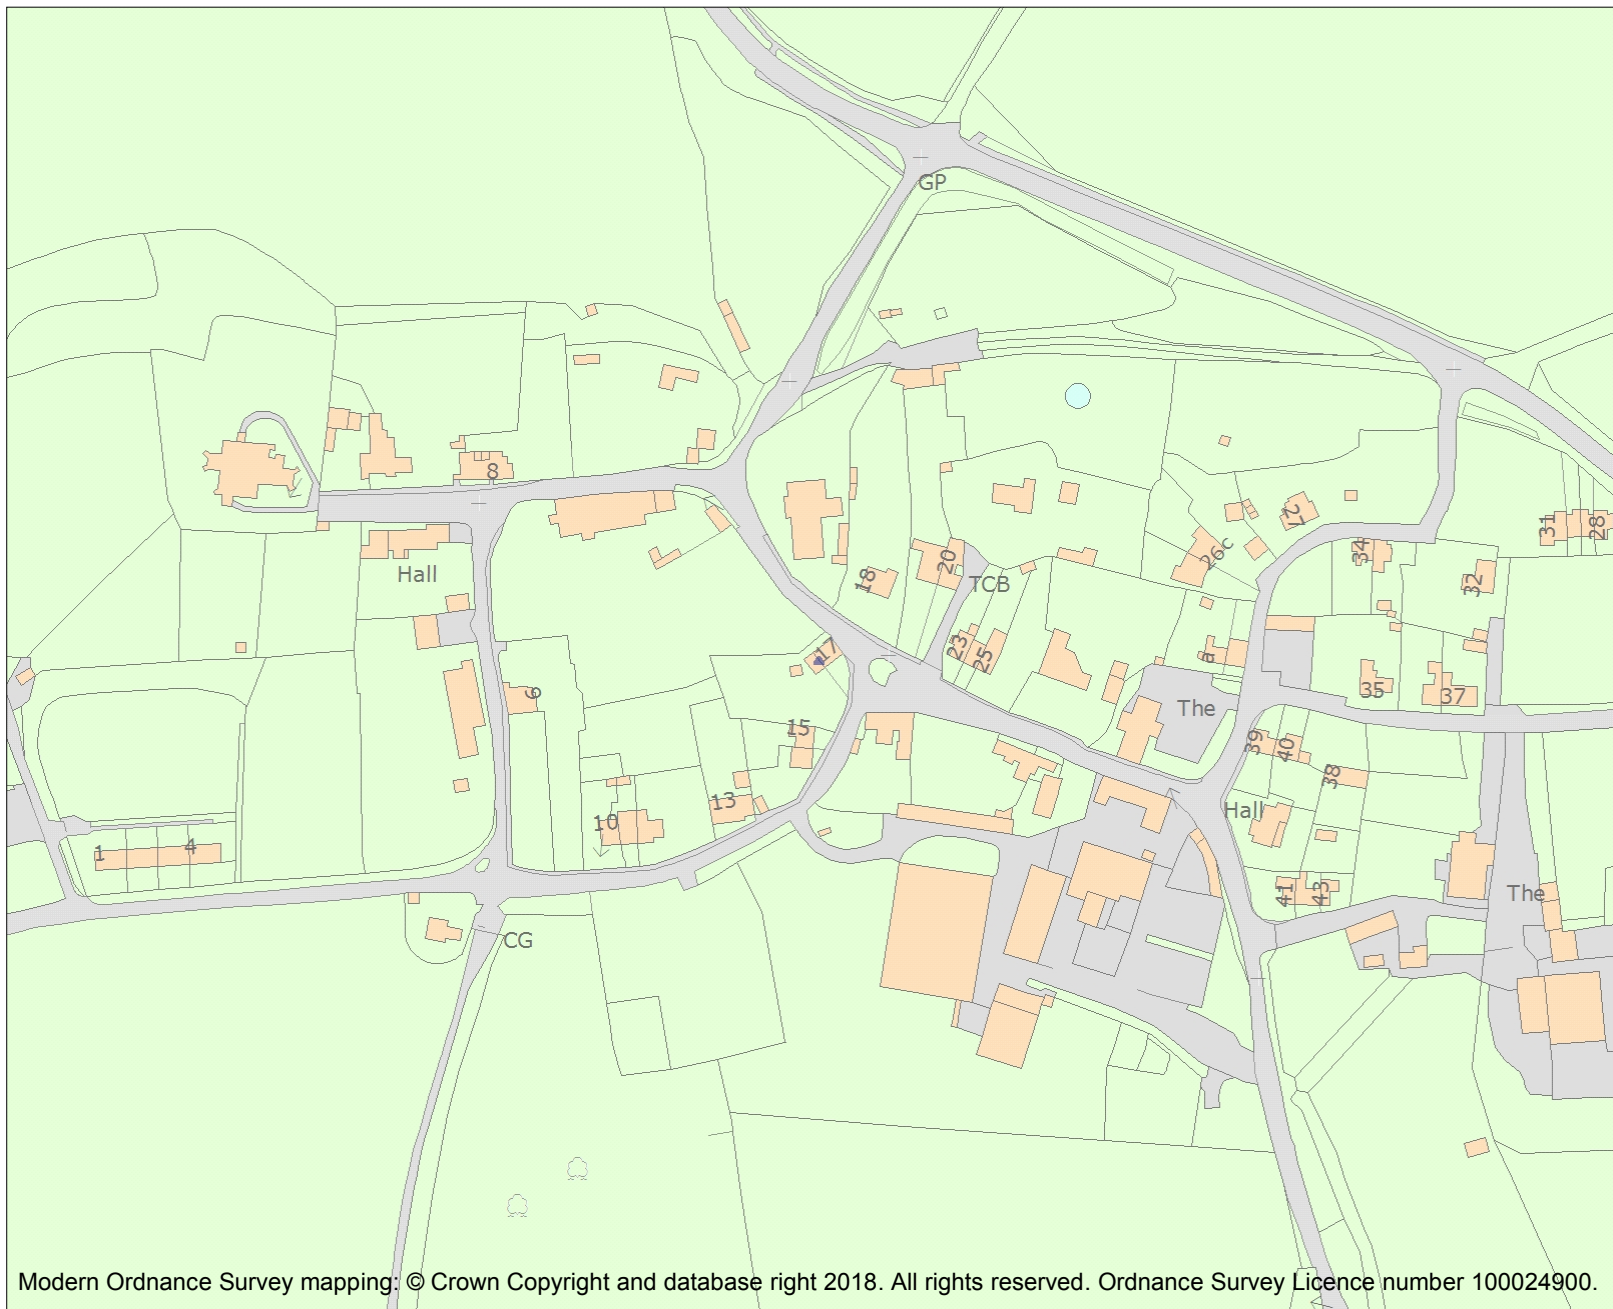 GP
8
Hall
27
26c
31
28
34
32
20
18
TCB
23
25
17
a
35
37
The
6
15
39
40
38
13
10
Hall
1
4
41
43
The
CG
Modern Ordnance Survey mapping: © Crown Copyright and database right 2018. All rights reserved. Ordnance Survey Licence number 100024900.